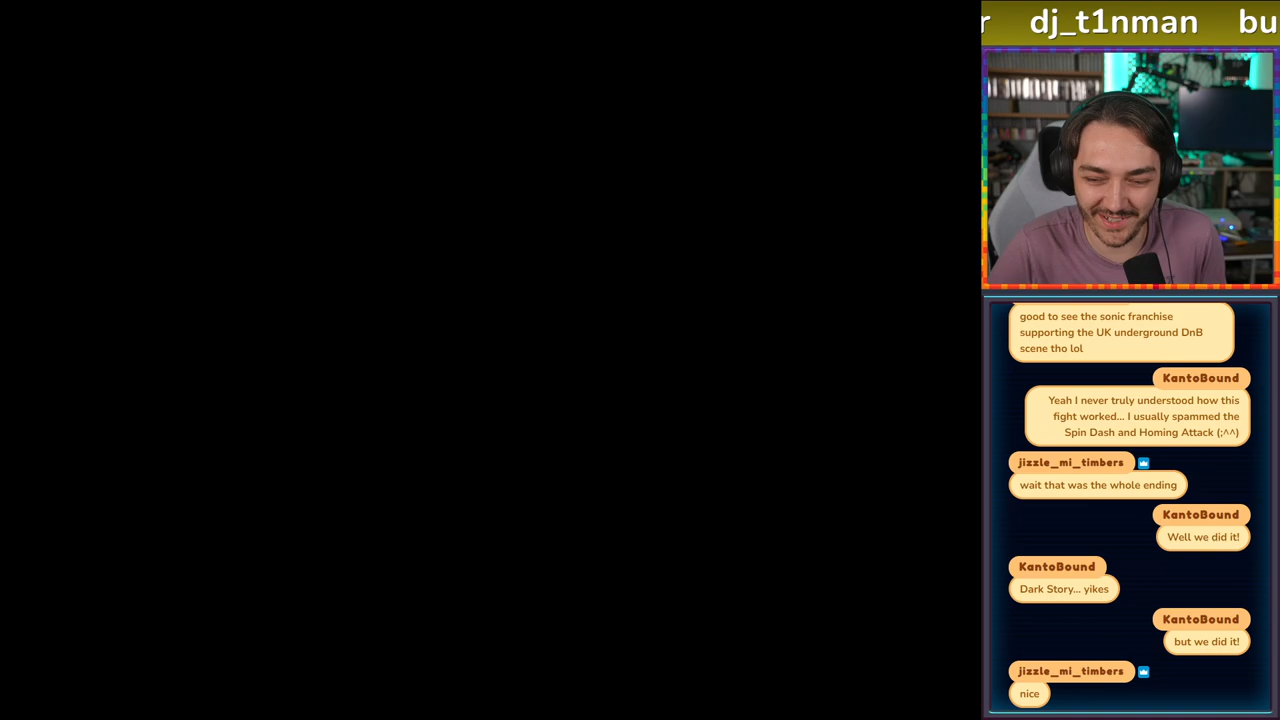 r dj_t1nman bu
good to see the sonic franchise
supporting the UK underground DnB
scene tho lol
KantoBound
Yeah I never truly understood how this
fight worked... I usually spammed the
Spin Dash and Homing Attack (;^^)
jizzle_mi_timbers
wait that was the whole ending
KantoBound
Well we did it!
KantoBound
Dark Story... yikes
KantoBound
but we did it!
jizzle_mi_timbers
nice